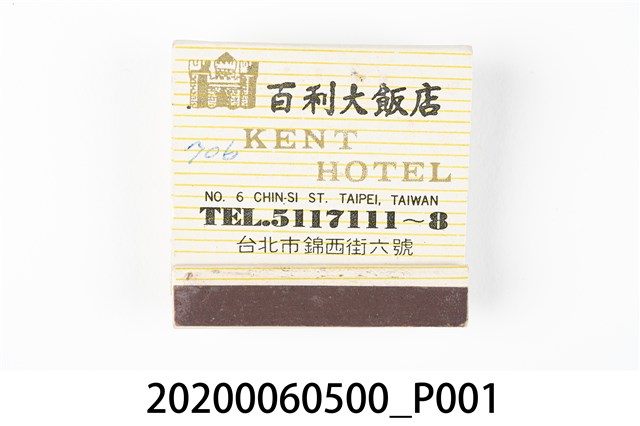 百利大飯店
KENT
706
HOTEL
NO. 6 CHIN-SI ST. TAIPEI, TAIWAN
TEL.5117111~8
台北市錦西街六號
20200060500_P001